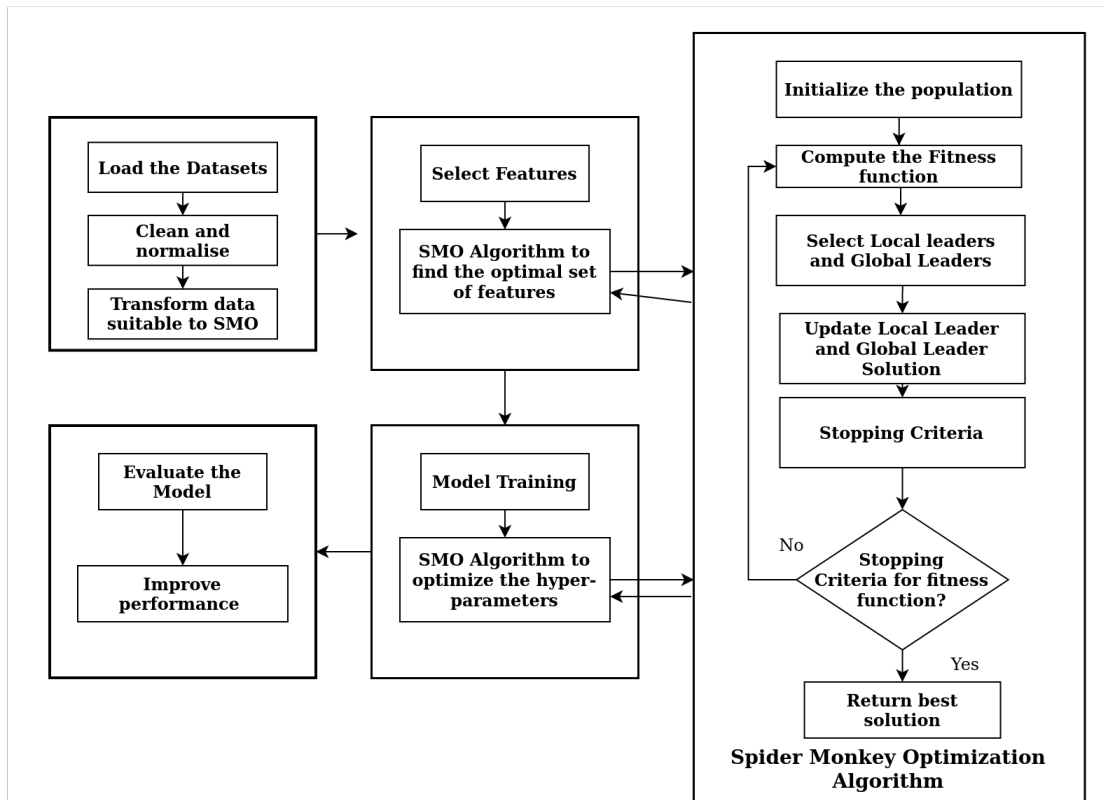 Load the Datasets
Clean and
normalise
Transform data
suitable to SMO
Select Features
SMO Algorithm to
find the optimal set
of features
Model Training
SMO Algorithm to
optimize the hyper-
parameters
Evaluate the
Model
Improve
performance
Initialize the population
Compute the Fitness
function
Select Local leaders
and Global Leaders
Update Local Leader
and Global Leader
Solution
Stopping Criteria
No
Stopping
Criteria for fitness
function?
Yes
Return best
solution
Spider Monkey Optimization
Algorithm